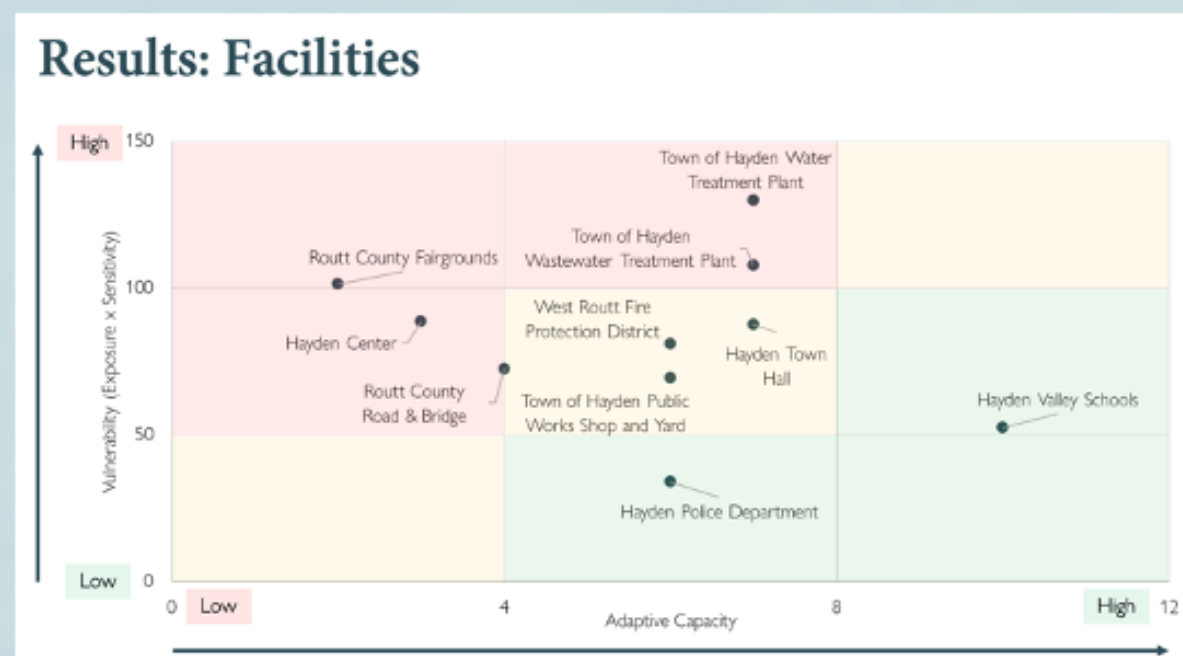 Results: Facilities
High
150
Town of Hayden Water
Treatment Plant
Town of Hayden
Wastewater Treatment Plant
Routt County Fairgrounds
100
West Routt Fire
Protection District
Hayden Center
Hayden Town
Hall
Routt County
Road & Bridge
Town of Hayden Public
Works Shop and Yard
Hayden Valley Schools
50
Hayden Police Department
Vulnerability (Exposure x Sensitivity)
Low
0
0
Low
4
8
High
12
Adaptive Capacity